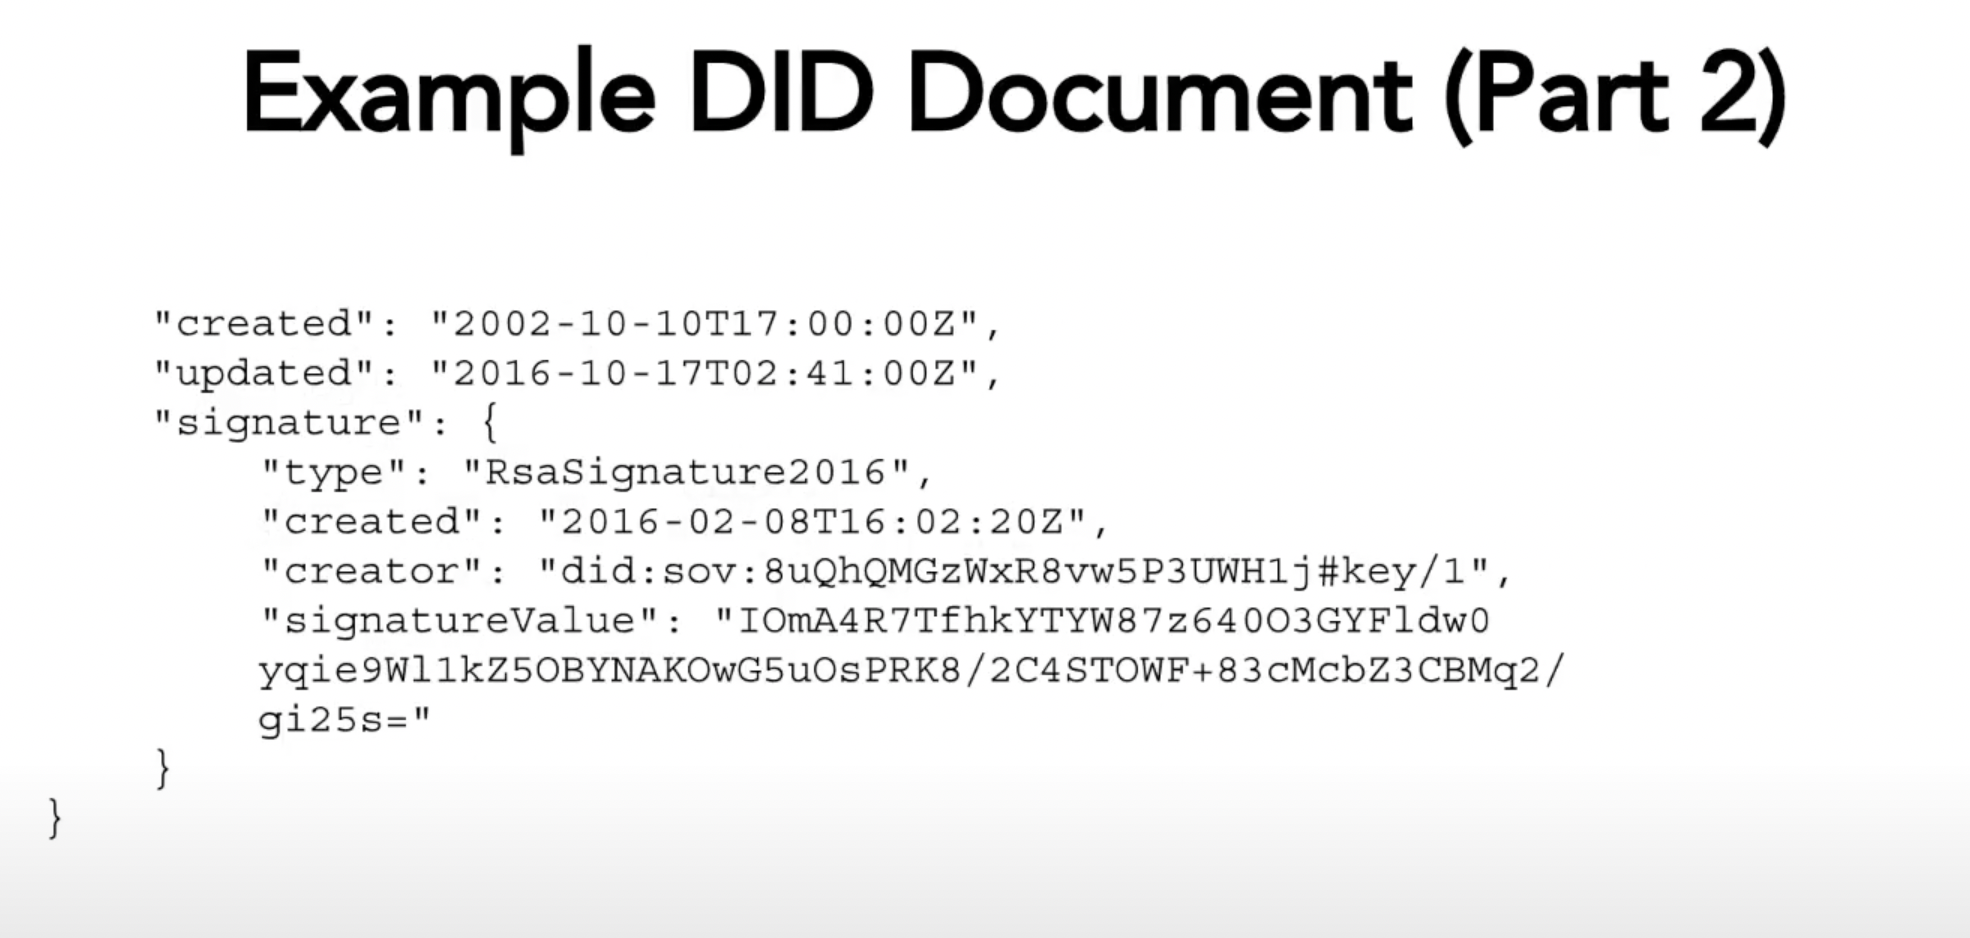 Example DID Document (Part 2)
"created": "2002-10-10T17:00:00Z",
"updated": "2016-10-17T02:41:00Z",
"signature": {
"type": "RsaSignature2016",
"created": "2016-02-08T16:02:20Z",
"creator": "did:sov:8uQhQMGzWxR8vw5P3UWH1j#key/1",
"signatureValue": "IOmA4R7TfhkYTYW87z640O3GYFldw0
yqie9Wl1kZ5OBYNAKOwG5uOsPRK8/2C4STOWF+83cMcbZ3CBMq2/
gi25s="
}
}